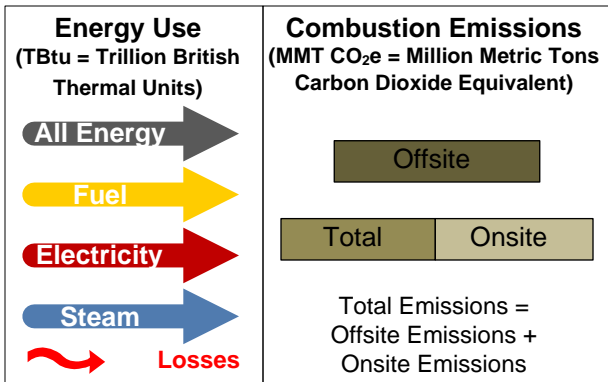 Energy Use
(TBtu = Trillion British
Thermal Units)
All Energy
Fuel
Electricity
Steam
Losses
Combustion Emissions
(MMT CO₂e = Million Metric Tons
Carbon Dioxide Equivalent)
Offsite
Total
Onsite
Total Emissions =
Offsite Emissions +
Onsite Emissions